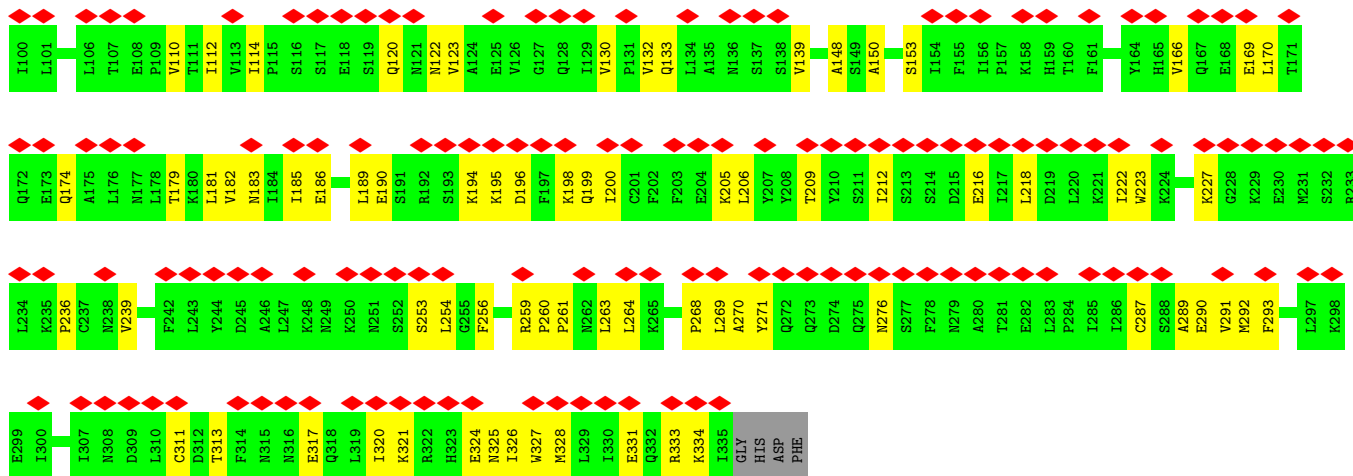 I100 L101 L106 T107 E108 P109 V110 T111 I112 V113 I114 P115 S116 S117 E118 S119 Q120 N121 N122 V123 A124 E125 V126 G127 Q128 I129 V130 P131 V132 Q133 L134 A135 N136 S137 S138 V139 A148 S149 A150 S153 I154 F155 I156 P157 K158 H159 T160 F161 Y164 H165 V166 Q167 E168 E169 L170 T171
Q172 E173 Q174 A175 L176 N177 L178 T179 K180 L181 V182 N183 I184 I185 E186 L189 E190 S191 R192 S193 K194 K195 D196 F197 K198 Q199 I200 C201 F202 F203 E204 K205 L206 Y207 Y208 T209 Y210 S211 I212 S213 S214 D215 E216 I217 L218 D219 L220 K221 I222 W223 K224 K227 G228 K229 E230 M231 S232 R233
L234 K235 P236 C237 N238 V239 F242 L243 Y244 D245 A246 L247 K248 N249 K250 N251 S252 S253 L254 G255 F256 R259 P260 P261 N262 L263 L264 K265 P268 L269 A270 Y271 Q272 Q273 D274 Q275 N276 S277 F278 N279 A280 T281 E282 L283 P284 I285 I286 C287 S288 A289 E290 V291 M292 F293 L297 K298
E299 I300 I307 N308 D309 L310 C311 D312 T313 F314 N315 N316 E317 Q318 L319 I320 K321 R322 H323 E324 N325 I326 W327 M328 L329 I330 E331 Q332 R333 K334 I335 GLY HIS ASP PHE